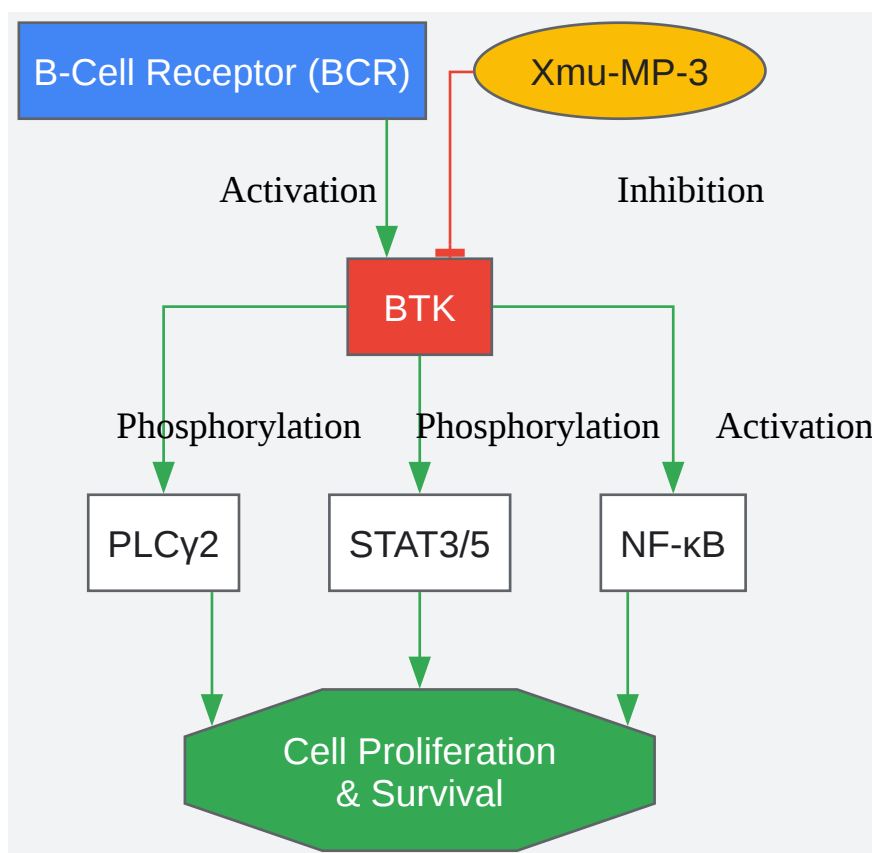 B-Cell Receptor (BCR)
Xmu-MP-3
Activation
Inhibition
BTK
Phosphorylation
Phosphorylation
Activation
PLCγ2
STAT3/5
NF-κB
Cell Proliferation
& Survival